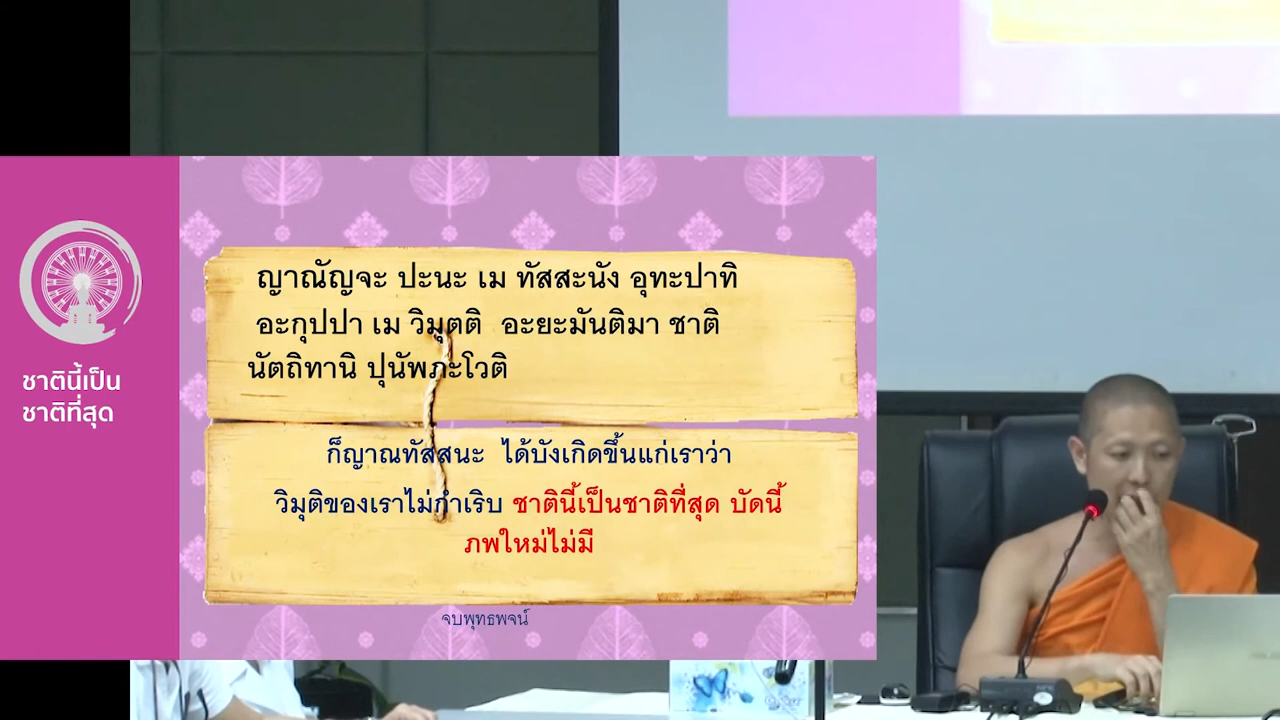 ญาณัญจะ ปะนะ เม ทัสสะนัง อุทะปาทิ
อะกุปปา เม วิมุตติ อะยะมันติมา ชาติ
นัตถิทานิ ปุนัพภะโวติ
ชาตินี้เป็น
ชาติที่สุด
ก็ญาณทัสสนะ ได้บังเกิดขึ้นแก่เราว่า
วิมุติของเราไม่กำเริบ ชาตินี้เป็นชาติที่สุด บัดนี้
ภพใหม่ไม่มี
จบพุทธพจน์